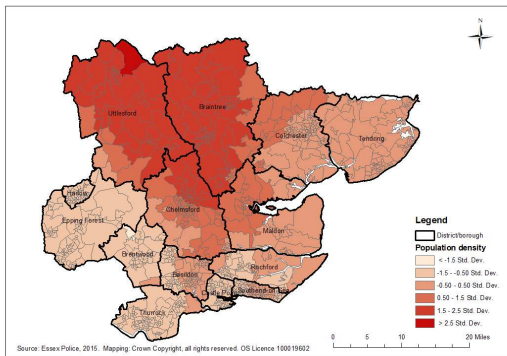 N
Uttlesford
Braintree
Colchester
Tendring
Harlow
Epping Forest
Chelmsford
Maldon
Brentwood
Basildon
Rochford
Castle Point
Southend-on-Sea
Thurrock
Legend
District/borough
Population density
< -1.5 Std. Dev.
-1.5 - -0.50 Std. Dev.
-0.50 - 0.50 Std. Dev.
0.50 - 1.5 Std. Dev.
1.5 - 2.5 Std. Dev.
> 2.5 Std. Dev.
0 5 10 20 Miles
Source: Essex Police, 2015. Mapping: Crown Copyright, all rights reserved. OS Licence 100019602